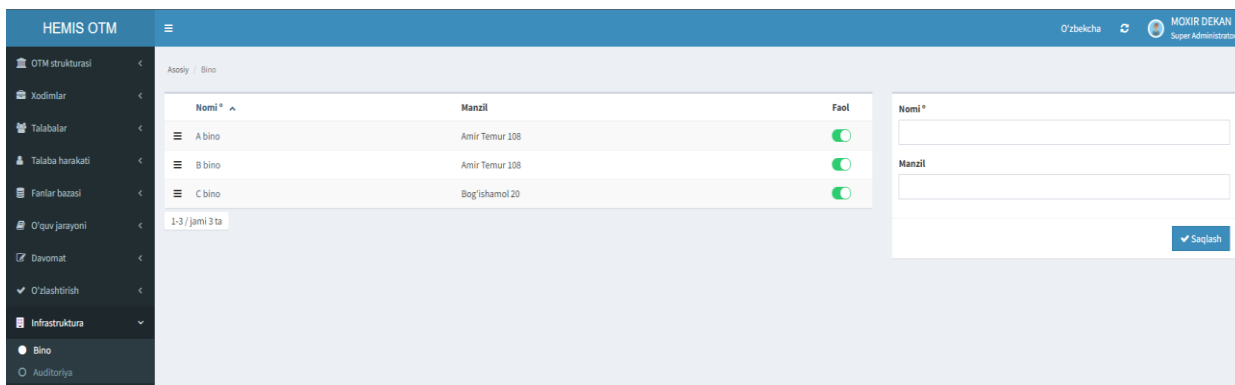 HEMIS OTM
O'zbekcha
MOXIR DEKAN
Super Administrator
OTM strukturasi
Xodimlar
Talabalar
Talaba harakati
Fanlar bazasi
O'quv jarayoni
Davomat
O'zlashtirish
Infrastruktura
Bino
Auditoriya
Asosiy / Bino
Nomi º Manzil Faol
A bino Amir Temur 108
B bino Amir Temur 108
C bino Bog'ishamol 20
1-3 / jami 3 ta
Nomi º
Manzil
Saqlash